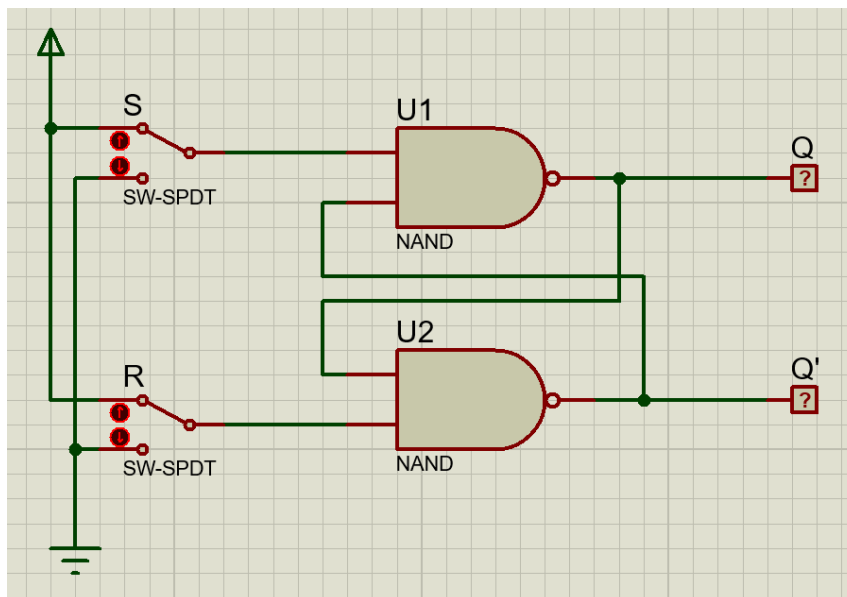 S
U1
Q
?
SW-SPDT
NAND
U2
R
Q'
?
SW-SPDT
NAND